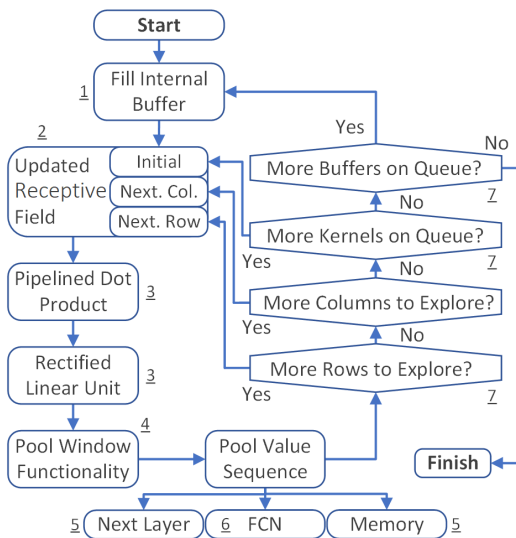 Start
1
Fill Internal
Buffer
2
Updated
Receptive
Field
Initial
Next. Col.
Next. Row
Pipelined Dot
Product
3
Rectified
Linear Unit
3
4
Pool Window
Functionality
Pool Value
Sequence
5
Next Layer
6
FCN
Memory
5
Yes
No
More Buffers on Queue?
7
No
More Kernels on Queue?
Yes
7
No
More Columns to Explore?
Yes
No
More Rows to Explore?
Yes
7
Finish